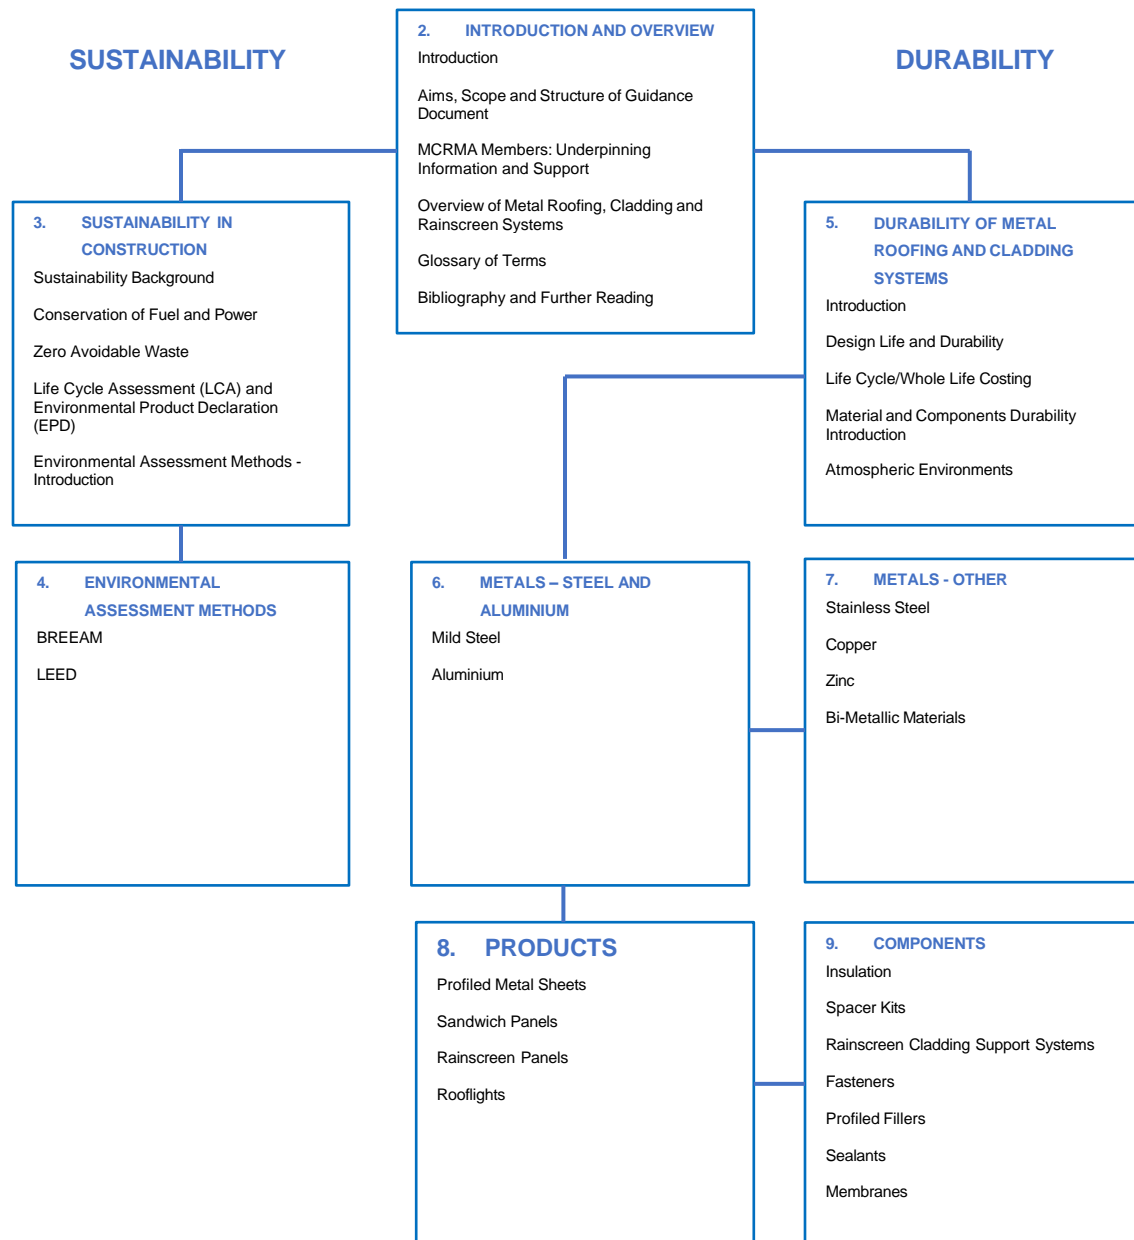 SUSTAINABILITY
DURABILITY
2. INTRODUCTION AND OVERVIEW
Introduction
Aims, Scope and Structure of Guidance
Document
MCRMA Members: Underpinning
Information and Support
Overview of Metal Roofing, Cladding and
Rainscreen Systems
Glossary of Terms
Bibliography and Further Reading
3. SUSTAINABILITY IN
CONSTRUCTION
Sustainability Background
Conservation of Fuel and Power
Zero Avoidable Waste
Life Cycle Assessment (LCA) and
Environmental Product Declaration
(EPD)
Environmental Assessment Methods -
Introduction
5. DURABILITY OF METAL
ROOFING AND CLADDING
SYSTEMS
Introduction
Design Life and Durability
Life Cycle/Whole Life Costing
Material and Components Durability
Introduction
Atmospheric Environments
4. ENVIRONMENTAL
ASSESSMENT METHODS
BREEAM
LEED
6. METALS – STEEL AND
ALUMINIUM
Mild Steel
Aluminium
7. METALS - OTHER
Stainless Steel
Copper
Zinc
Bi-Metallic Materials
8. PRODUCTS
Profiled Metal Sheets
Sandwich Panels
Rainscreen Panels
Rooflights
9. COMPONENTS
Insulation
Spacer Kits
Rainscreen Cladding Support Systems
Fasteners
Profiled Fillers
Sealants
Membranes